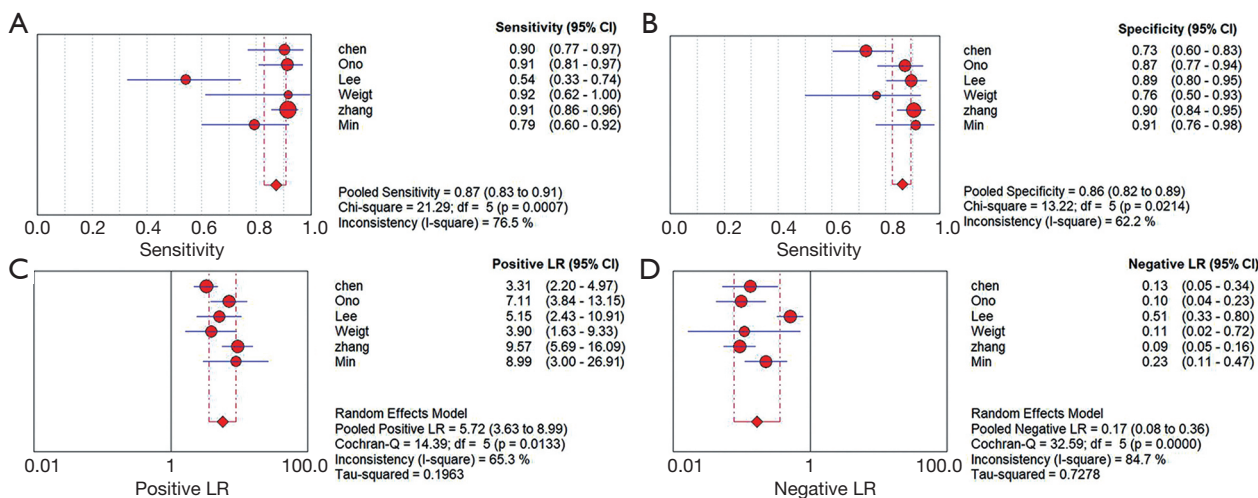 A
Sensitivity (95% CI)
chen 0.90 (0.77 - 0.97)
Ono 0.91 (0.81 - 0.97)
Lee 0.54 (0.33 - 0.74)
Weigt 0.92 (0.62 - 1.00)
zhang 0.91 (0.86 - 0.96)
Min 0.79 (0.60 - 0.92)
Pooled Sensitivity = 0.87 (0.83 to 0.91)
Chi-square = 21.29; df = 5 (p = 0.0007)
Inconsistency (I-square) = 76.5 %
0.0 0.2 0.4 0.6 0.8 1.0
Sensitivity
B
Specificity (95% CI)
chen 0.73 (0.60 - 0.83)
Ono 0.87 (0.77 - 0.94)
Lee 0.89 (0.80 - 0.95)
Weigt 0.76 (0.50 - 0.93)
zhang 0.90 (0.84 - 0.95)
Min 0.91 (0.76 - 0.98)
Pooled Specificity = 0.86 (0.82 to 0.89)
Chi-square = 13.22; df = 5 (p = 0.0214)
Inconsistency (I-square) = 62.2 %
0.0 0.2 0.4 0.6 0.8 1.0
Sensitivity
C
Positive LR (95% CI)
chen 3.31 (2.20 - 4.97)
Ono 7.11 (3.84 - 13.15)
Lee 5.15 (2.43 - 10.91)
Weigt 3.90 (1.63 - 9.33)
zhang 9.57 (5.69 - 16.09)
Min 8.99 (3.00 - 26.91)
Random Effects Model
Pooled Positive LR = 5.72 (3.63 to 8.99)
Cochran-Q = 14.39; df = 5 (p = 0.0133)
Inconsistency (I-square) = 65.3 %
Tau-squared = 0.1963
0.01 1 100.0
Positive LR
D
Negative LR (95% CI)
chen 0.13 (0.05 - 0.34)
Ono 0.10 (0.04 - 0.23)
Lee 0.51 (0.33 - 0.80)
Weigt 0.11 (0.02 - 0.72)
zhang 0.09 (0.05 - 0.16)
Min 0.23 (0.11 - 0.47)
Random Effects Model
Pooled Negative LR = 0.17 (0.08 to 0.36)
Cochran-Q = 32.59; df = 5 (p = 0.0000)
Inconsistency (I-square) = 84.7 %
Tau-squared = 0.7278
0.01 1 100.0
Negative LR